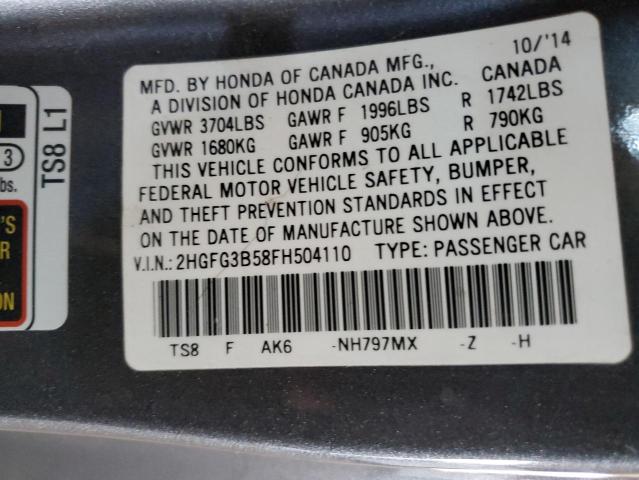 10/'14
MFD. BY HONDA OF CANADA MFG.,
A DIVISION OF HONDA CANADA INC. CANADA
GVWR 3704LBS GAWR F 1996LBS R 1742LBS
GVWR 1680KG GAWR F 905KG R 790KG
THIS VEHICLE CONFORMS TO ALL APPLICABLE
FEDERAL MOTOR VEHICLE SAFETY, BUMPER,
AND THEFT PREVENTION STANDARDS IN EFFECT
ON THE DATE OF MANUFACTURE SHOWN ABOVE.
V.I.N.: 2HGFG3B58FH504110 TYPE: PASSENGER CAR
TS8 F AK6 -NH797MX -Z -H
TS8 L1
3
bs.
'S
R
ON